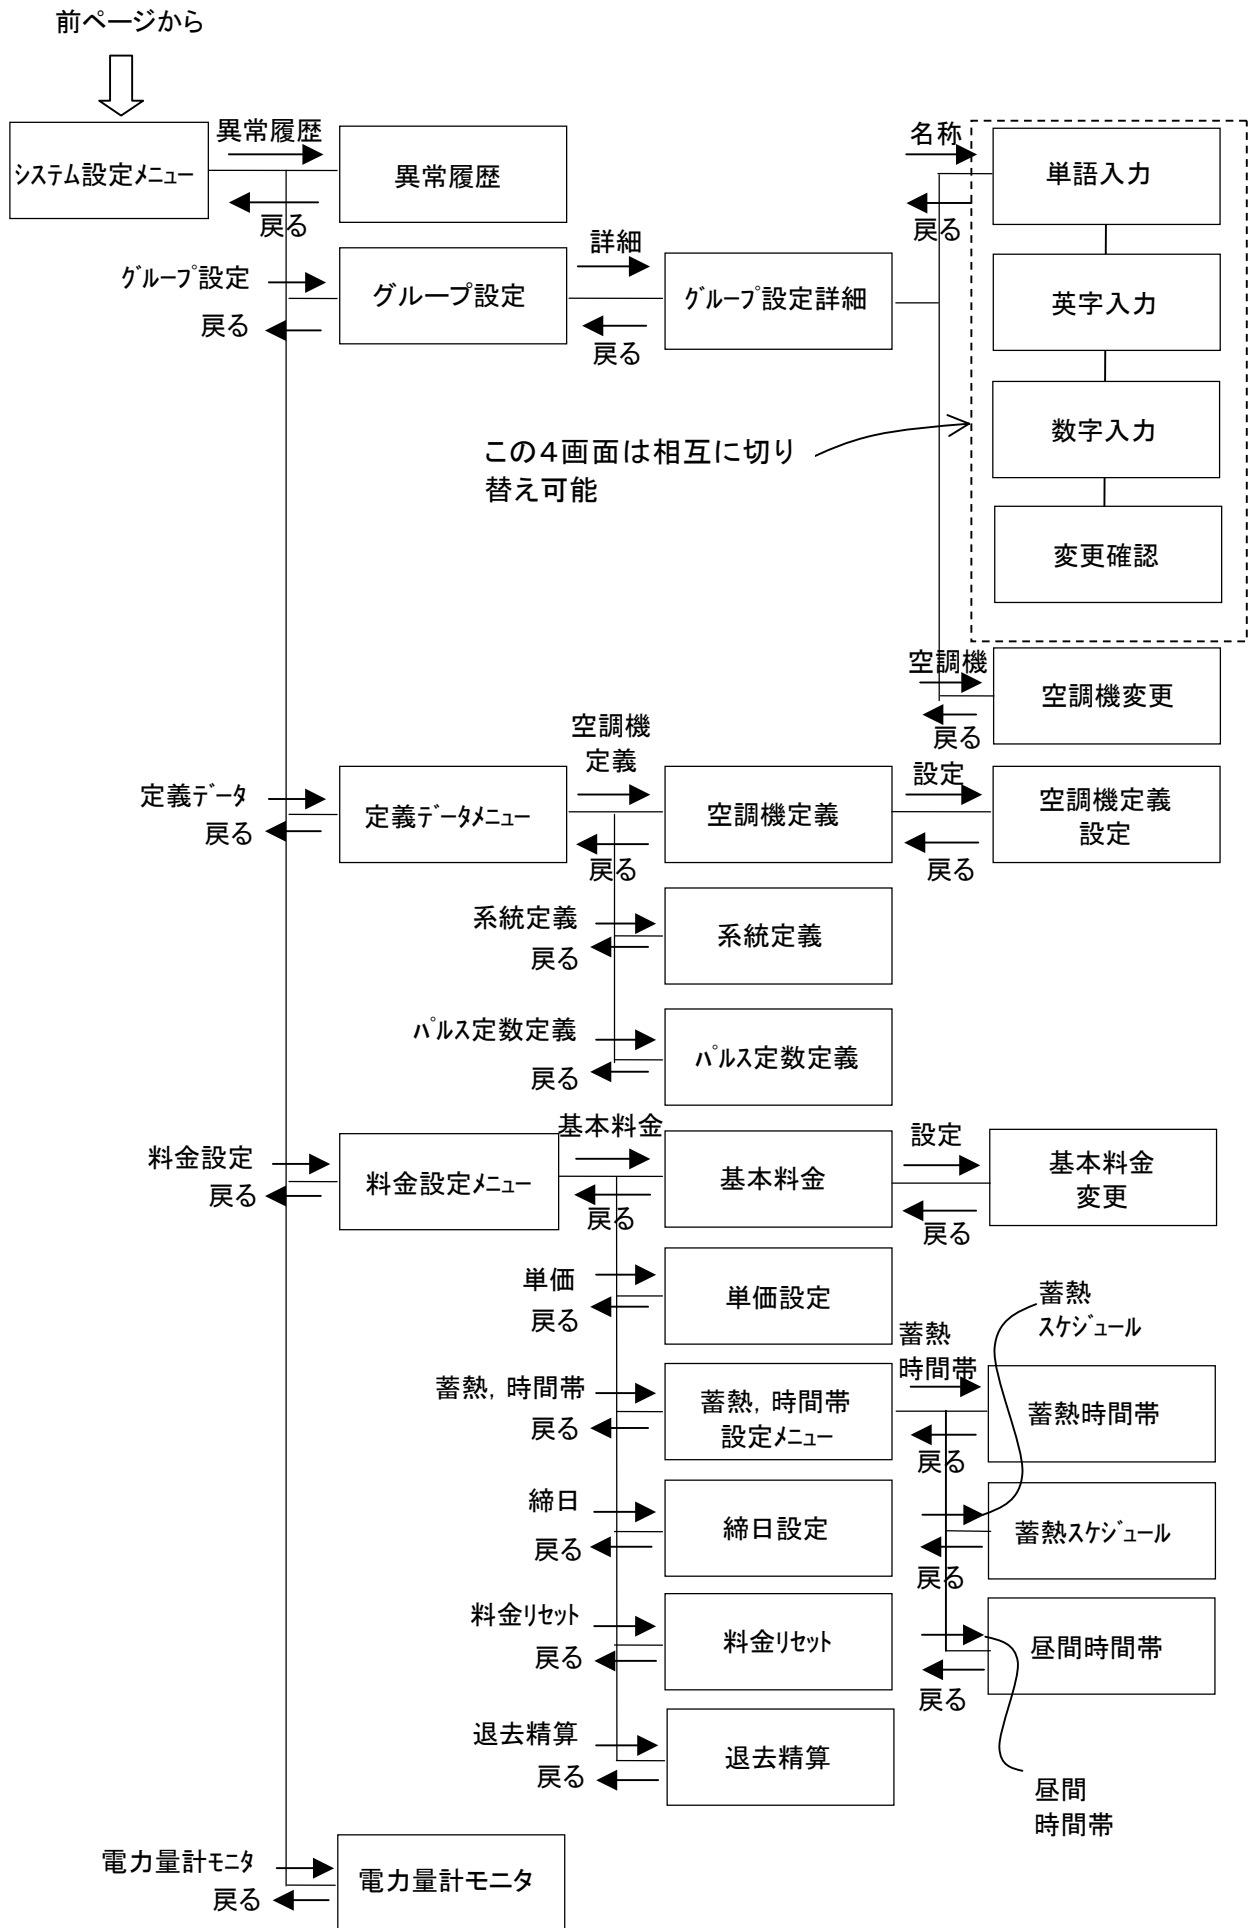 前ページから
異常履歴
システム設定メニュー
異常履歴
戻る
グループ設定
戻る
グループ設定
詳細
戻る
グループ設定詳細
名称
戻る
単語入力
英字入力
数字入力
変更確認
この4画面は相互に切り
替え可能
空調機
戻る
空調機変更
定義データ
戻る
定義データメニュー
空調機
定義
戻る
空調機定義
設定
戻る
空調機定義
設定
系統定義
戻る
系統定義
パルス定数定義
戻る
パルス定数定義
料金設定
戻る
料金設定メニュー
基本料金
戻る
基本料金
設定
戻る
基本料金
変更
単価
戻る
単価設定
蓄熱, 時間帯
戻る
蓄熱, 時間帯
設定メニュー
蓄熱
時間帯
戻る
蓄熱時間帯
蓄熱
スケジュール
締日
戻る
締日設定
戻る
蓄熱スケジュール
料金リセット
戻る
料金リセット
戻る
昼間時間帯
昼間
時間帯
退去精算
戻る
退去精算
電力量計モニタ
戻る
電力量計モニタ